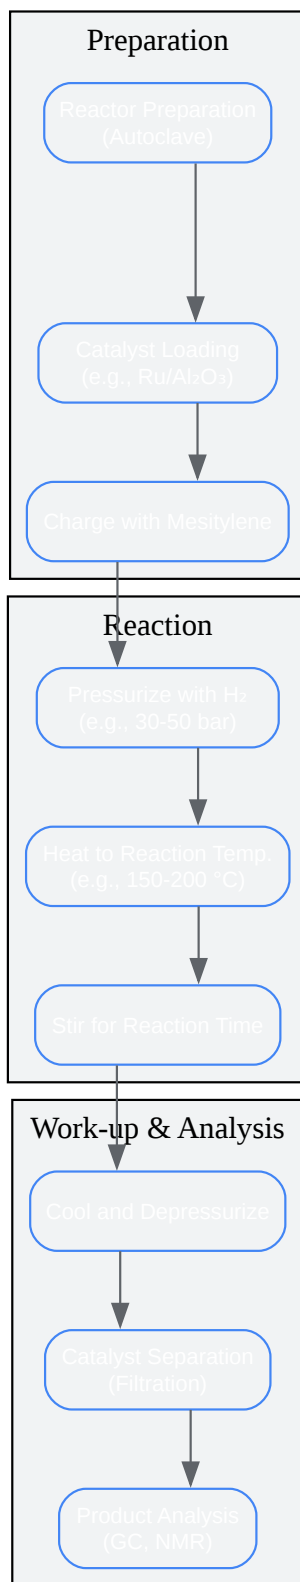 Preparation
Reactor Preparation
(Autoclave)
Catalyst Loading
(e.g., Ru/Al₂O₃)
Charge with Mesitylene
Reaction
Pressurize with H₂
(e.g., 30-50 bar)
Heat to Reaction Temp.
(e.g., 150-200 °C)
Stir for Reaction Time
Work-up & Analysis
Cool and Depressurize
Catalyst Separation
(Filtration)
Product Analysis
(GC, NMR)